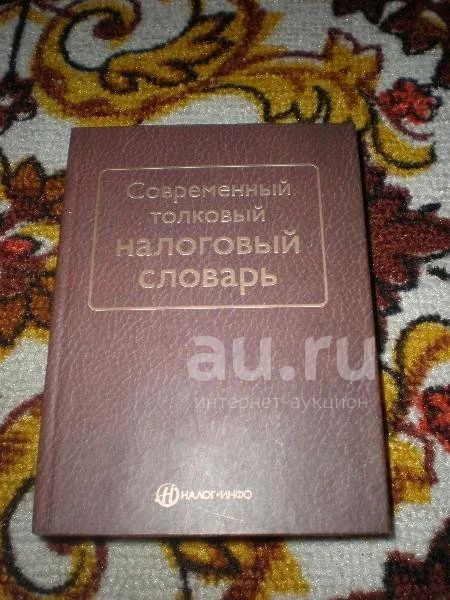 Современный
толковый
налоговый
словарь
au.ru
интернет-аукцион
НАЛОГ•ИНФО